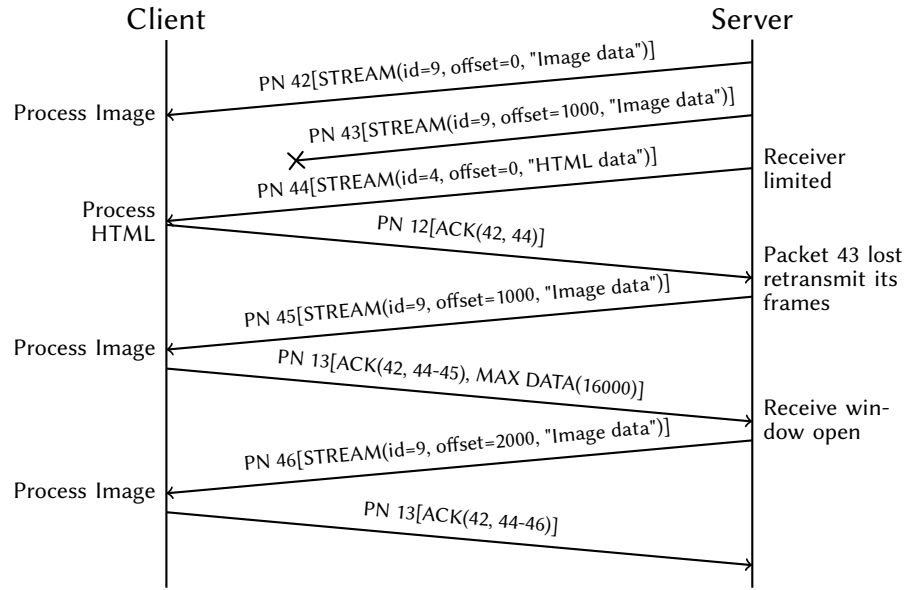 Client
Server
PN 42[STREAM(id=9, offset=0, "Image data")]
Process Image
PN 43[STREAM(id=9, offset=1000, "Image data")]
Receiver
limited
PN 44[STREAM(id=4, offset=0, "HTML data")]
Process
HTML
PN 12[ACK(42, 44)]
Packet 43 lost
retransmit its
frames
PN 45[STREAM(id=9, offset=1000, "Image data")]
Process Image
PN 13[ACK(42, 44-45), MAX DATA(16000)]
Receive win-
dow open
PN 46[STREAM(id=9, offset=2000, "Image data")]
Process Image
PN 13[ACK(42, 44-46)]